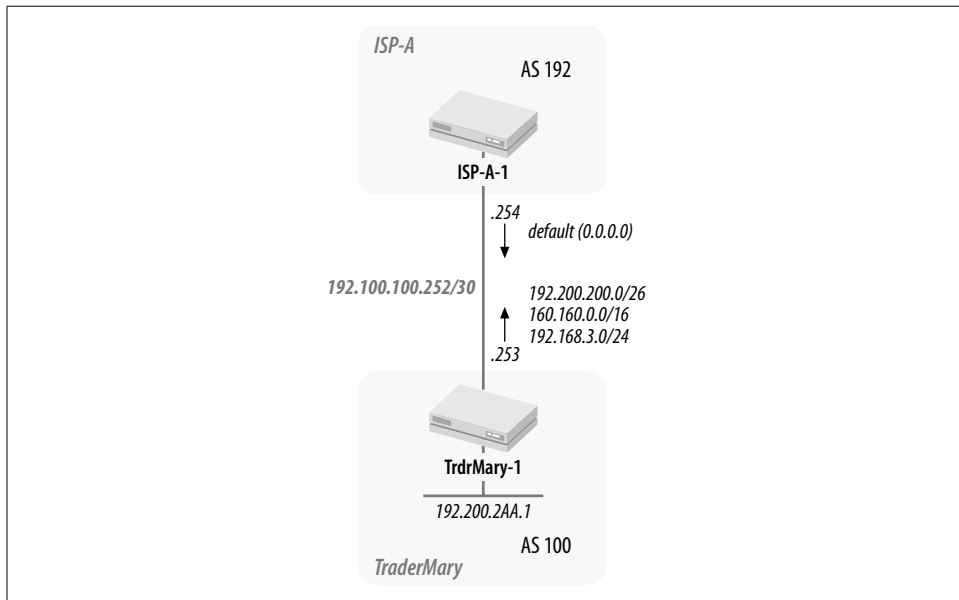 ISP-A
AS 192
ISP-A-1
.254
default (0.0.0.0)
192.100.100.252/30
192.200.200.0/26
160.160.0.0/16
192.168.3.0/24
.253
TrdrMary-1
192.200.2AA.1
AS 100
TraderMary